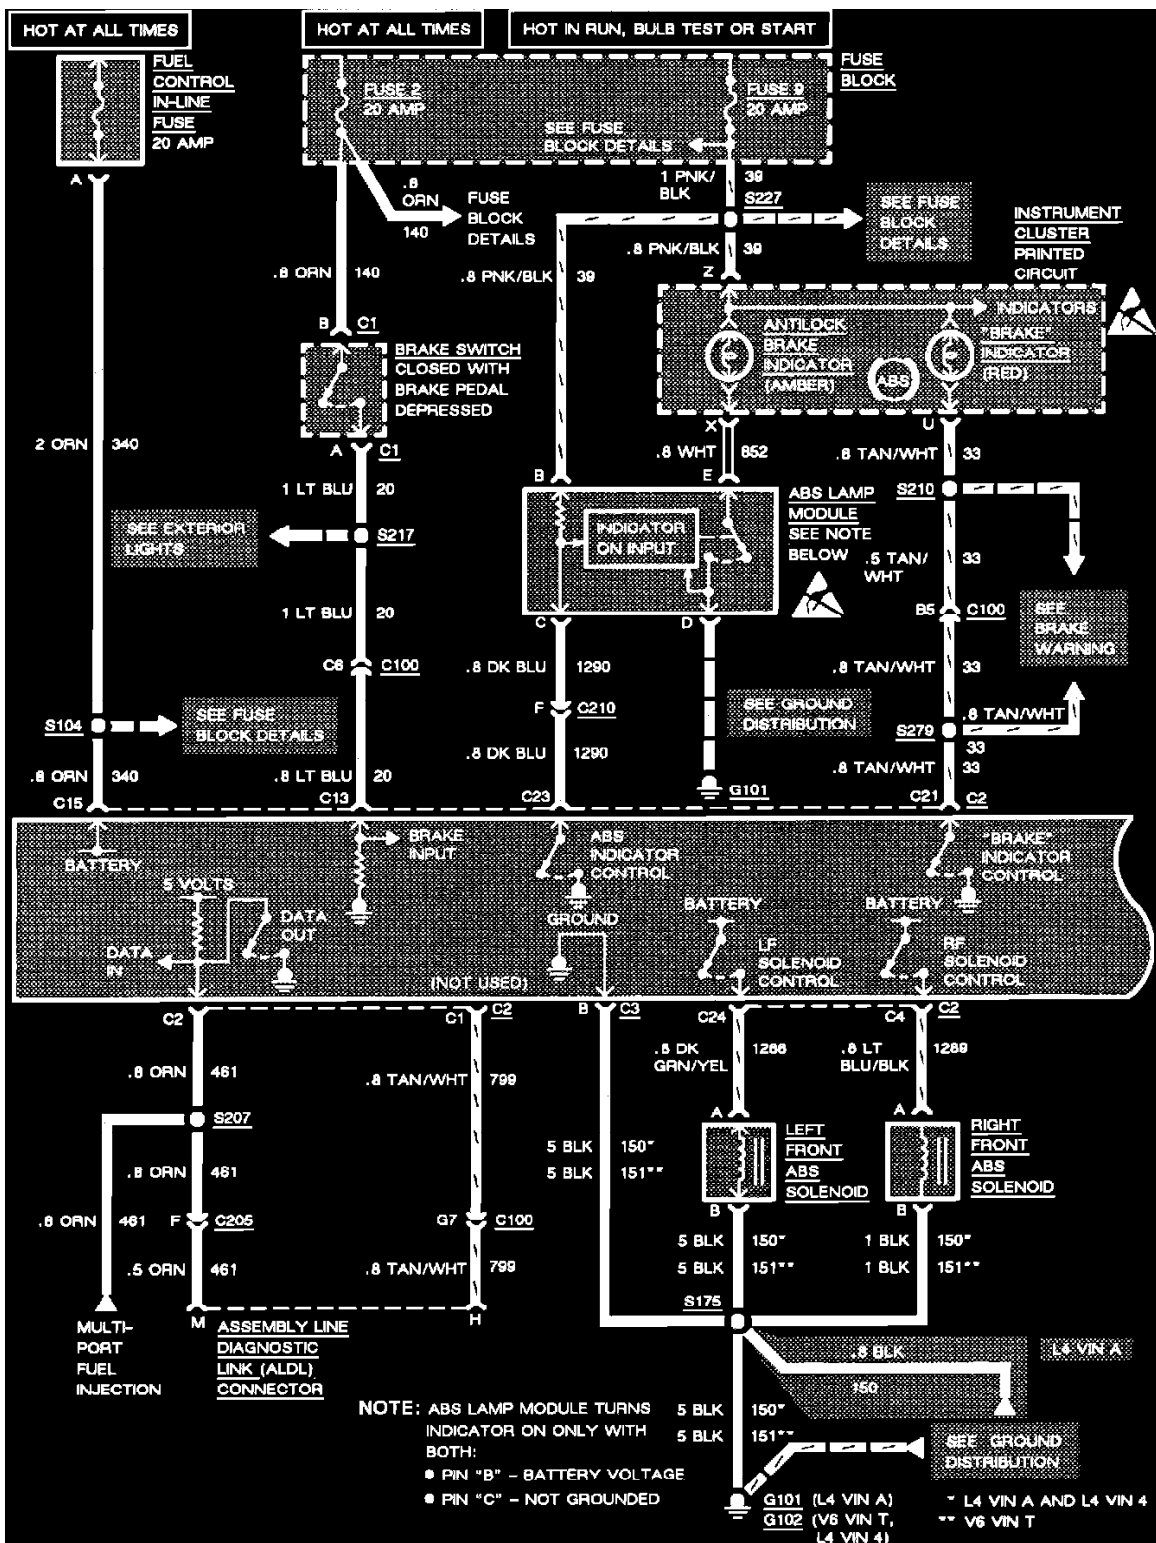 HOT AT ALL TIMES
HOT AT ALL TIMES
HOT IN RUN, BULB TEST OR START
FUEL
CONTROL
IN-LINE
FUSE
20 AMP
FUSE 2
20 AMP
FUSE 9
20 AMP
SEE FUSE
BLOCK DETAILS
FUSE
BLOCK
A
.8
ORN
140
FUSE
BLOCK
DETAILS
1 PNK/
BLK
39
S227
SEE FUSE
BLOCK
DETAILS
.8 ORN
140
.8 PNK/BLK
39
.8 PNK/BLK
39
Z
INSTRUMENT
CLUSTER
PRINTED
CIRCUIT
B
C1
BRAKE SWITCH
CLOSED WITH
BRAKE PEDAL
DEPRESSED
ANTILOCK
BRAKE
INDICATOR
(AMBER)
ABS
INDICATORS
"BRAKE"
INDICATOR
(RED)
2 ORN
340
A
C1
X
U
.8 WHT
852
.8 TAN/WHT
33
B
E
1 LT BLU
20
SEE EXTERIOR
LIGHTS
S217
INDICATOR
ON INPUT
ABS LAMP
MODULE
SEE NOTE
BELOW
S210
.5 TAN/
WHT
33
1 LT BLU
20
C
D
B5
C100
SEE
BRAKE
WARNING
C6
C100
.8 DK BLU
1290
.8 TAN/WHT
33
F
C210
SEE GROUND
DISTRIBUTION
S104
SEE FUSE
BLOCK DETAILS
S279
.8 TAN/WHT
33
.8 DK BLU
1290
.8 ORN
340
.8 LT BLU
20
G101
.8 TAN/WHT
33
C15
C13
C23
C21
C2
BATTERY
BRAKE
INPUT
ABS
INDICATOR
CONTROL
"BRAKE"
INDICATOR
CONTROL
5 VOLTS
DATA
OUT
DATA
IN
(NOT USED)
GROUND
BATTERY
LF
SOLENOID
CONTROL
BATTERY
RF
SOLENOID
CONTROL
C2
C1
C2
B
C3
C24
C4
C2
.8 ORN
461
.8 TAN/WHT
799
.8 DK
GRN/YEL
1288
.8 LT
BLU/BLK
1289
S207
A
A
.8 ORN
461
5 BLK
150*
5 BLK
151**
LEFT
FRONT
ABS
SOLENOID
RIGHT
FRONT
ABS
SOLENOID
.8 ORN
461
F
C205
G7
C100
B
B
.5 ORN
461
.8 TAN/WHT
799
5 BLK
150*
5 BLK
151**
1 BLK
150*
1 BLK
151**
MULTI-
PORT
FUEL
INJECTION
M
ASSEMBLY LINE
DIAGNOSTIC
LINK (ALDL)
CONNECTOR
H
S175
.8 BLK
150
L4 VIN A
NOTE: ABS LAMP MODULE TURNS
INDICATOR ON ONLY WITH
BOTH:
● PIN "B" - BATTERY VOLTAGE
● PIN "C" - NOT GROUNDED
5 BLK
150*
5 BLK
151**
SEE GROUND
DISTRIBUTION
G101 (L4 VIN A)
G102 (V6 VIN T,
L4 VIN 4)
* L4 VIN A AND L4 VIN 4
** V6 VIN T